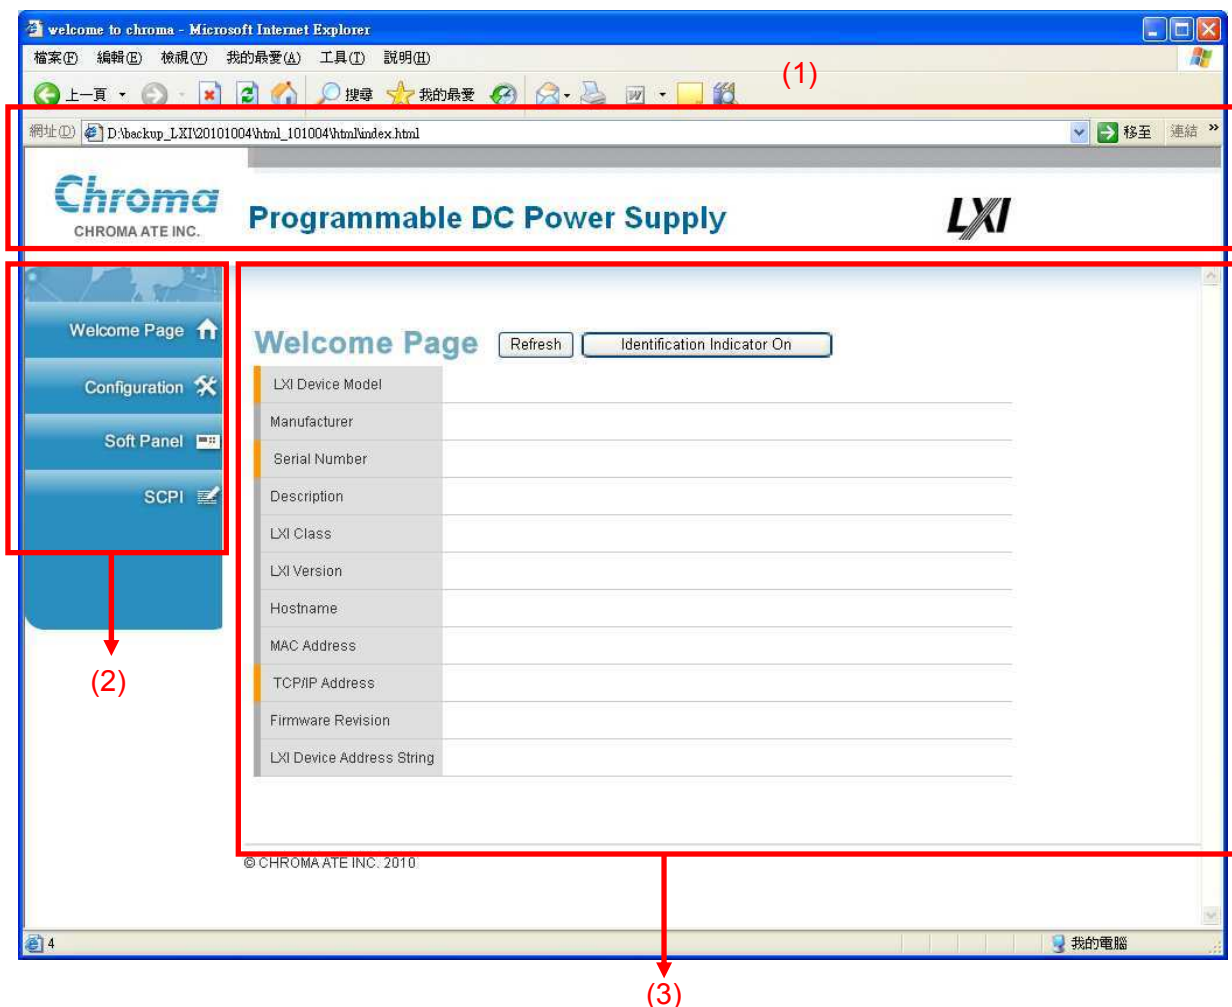 welcome to chroma - Microsoft Internet Explorer
檔案(F) 編輯(E) 檢視(V) 我的最愛(A) 工具(T) 說明(H)
(1)
上一頁 搜尋 我的最愛
網址(D) D:\backup_LXI\20101004\html_101004\html\index.html 移至 連結 »
Chroma
CHROMA ATE INC.
Programmable DC Power Supply
LXI
Welcome Page
Configuration
Soft Panel
SCPI
(2)
Welcome Page Refresh Identification Indicator On
LXI Device Model
Manufacturer
Serial Number
Description
LXI Class
LXI Version
Hostname
MAC Address
TCP/IP Address
Firmware Revision
LXI Device Address String
© CHROMA ATE INC. 2010.
4 我的電腦
(3)